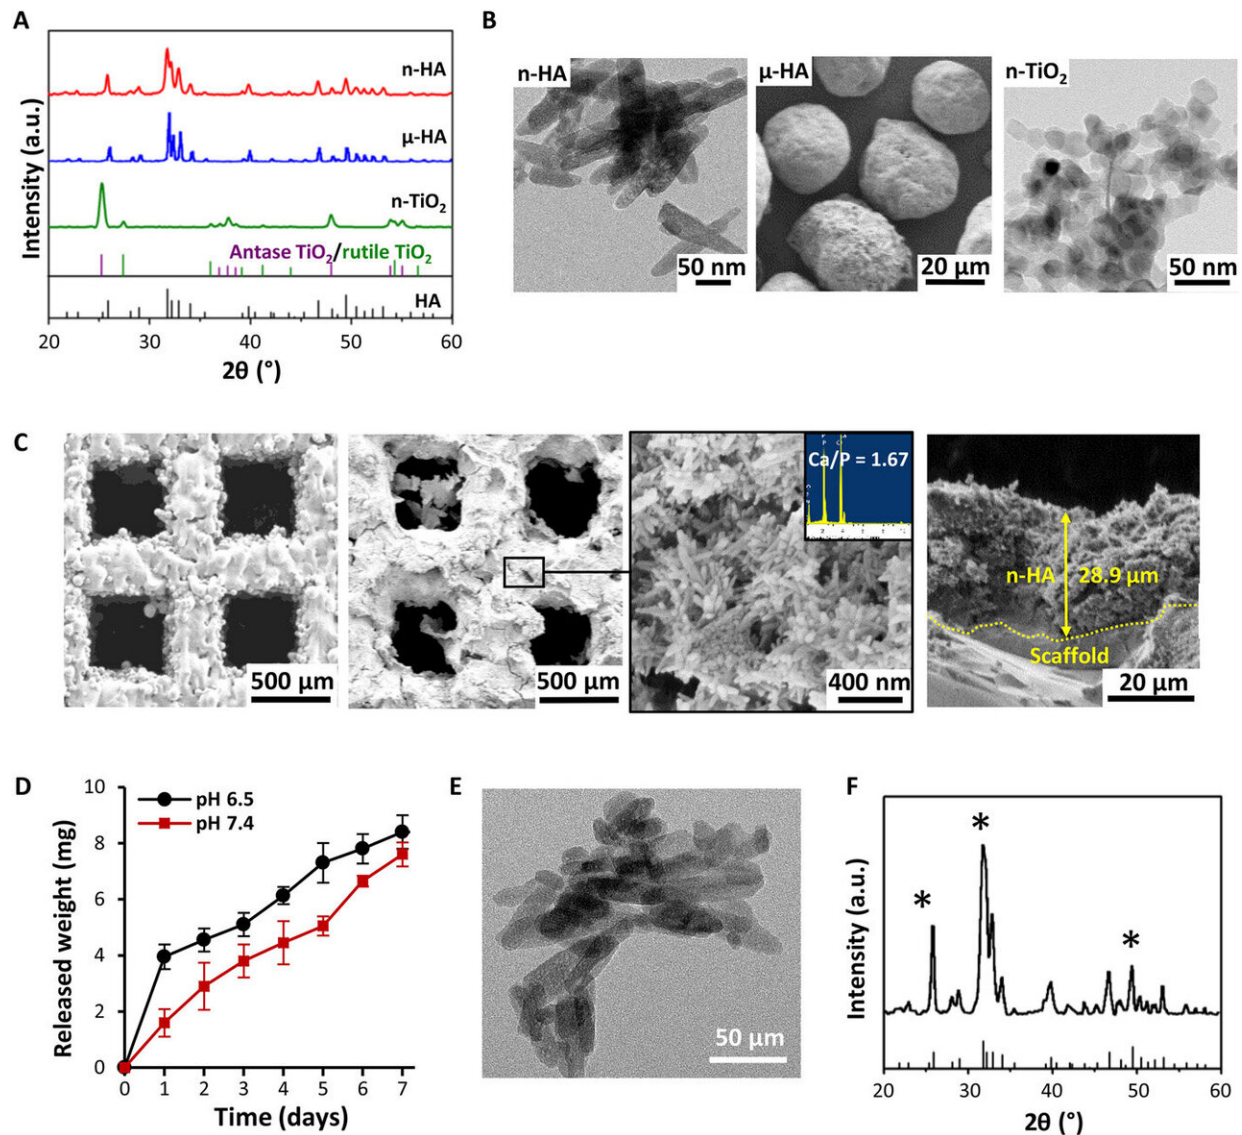 A
Intensity (a.u.)
n-HA
μ-HA
n-TiO2
Antase TiO2/rutile TiO2
HA
20 30 40 50 60
2θ (°)
B
n-HA
50 nm
μ-HA
20 μm
n-TiO2
50 nm
C
500 μm
500 μm
Ca/P = 1.67
400 nm
n-HA 28.9 μm
Scaffold
20 μm
D
Released weight (mg)
10
8
6
4
2
0
pH 6.5
pH 7.4
0 1 2 3 4 5 6 7
Time (days)
E
50 μm
F
Intensity (a.u.)
* * *
20 30 40 50 60
2θ (°)